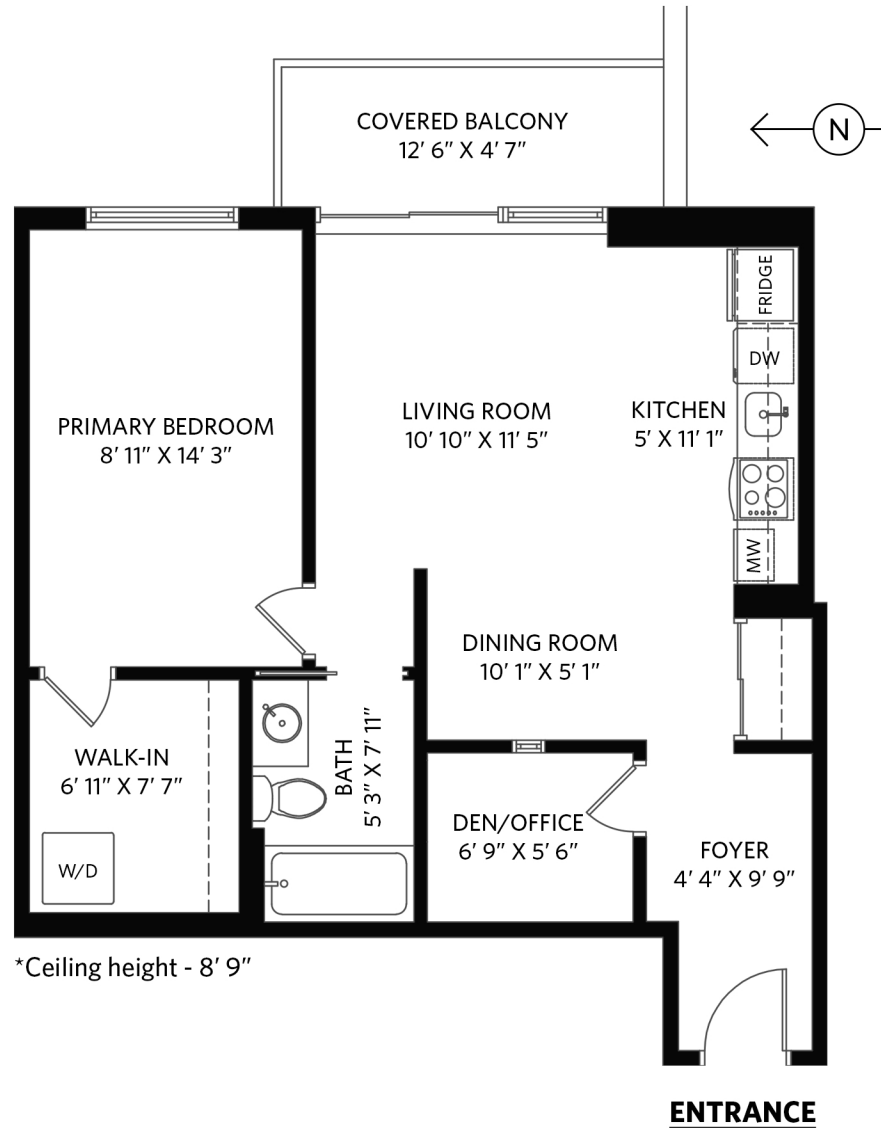 COVERED BALCONY
12′ 6″ X 4′ 7″
N
FRIDGE
DW
PRIMARY BEDROOM
8′ 11″ X 14′ 3″
LIVING ROOM
10′ 10″ X 11′ 5″
KITCHEN
5′ X 11′ 1″
MW
DINING ROOM
10′ 1″ X 5′ 1″
WALK-IN
6′ 11″ X 7′ 7″
BATH
5′ 3″ X 7′ 11″
DEN/OFFICE
6′ 9″ X 5′ 6″
FOYER
4′ 4″ X 9′ 9″
W/D
*Ceiling height - 8′ 9″
ENTRANCE